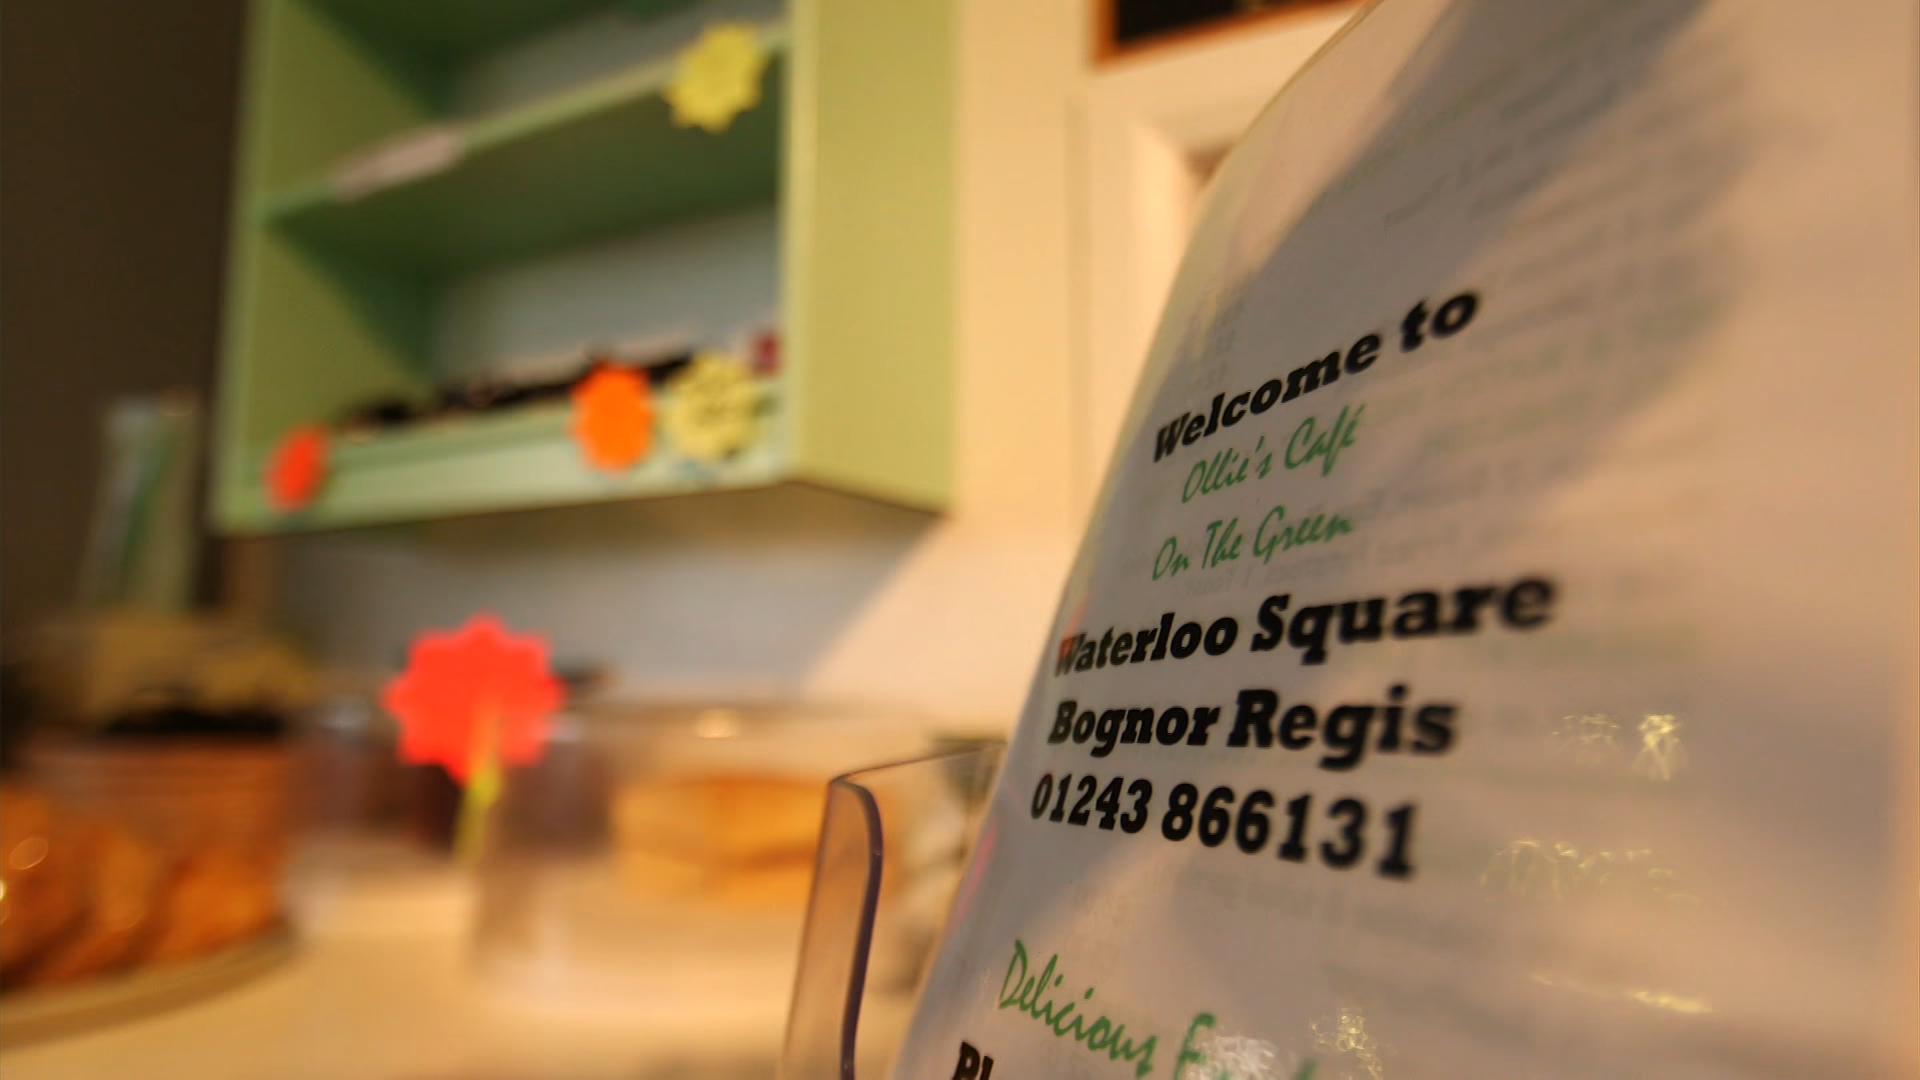 Welcome to
Ollie's Café
On The Green
Waterloo Square
Bognor Regis
01243 866131
Delicious